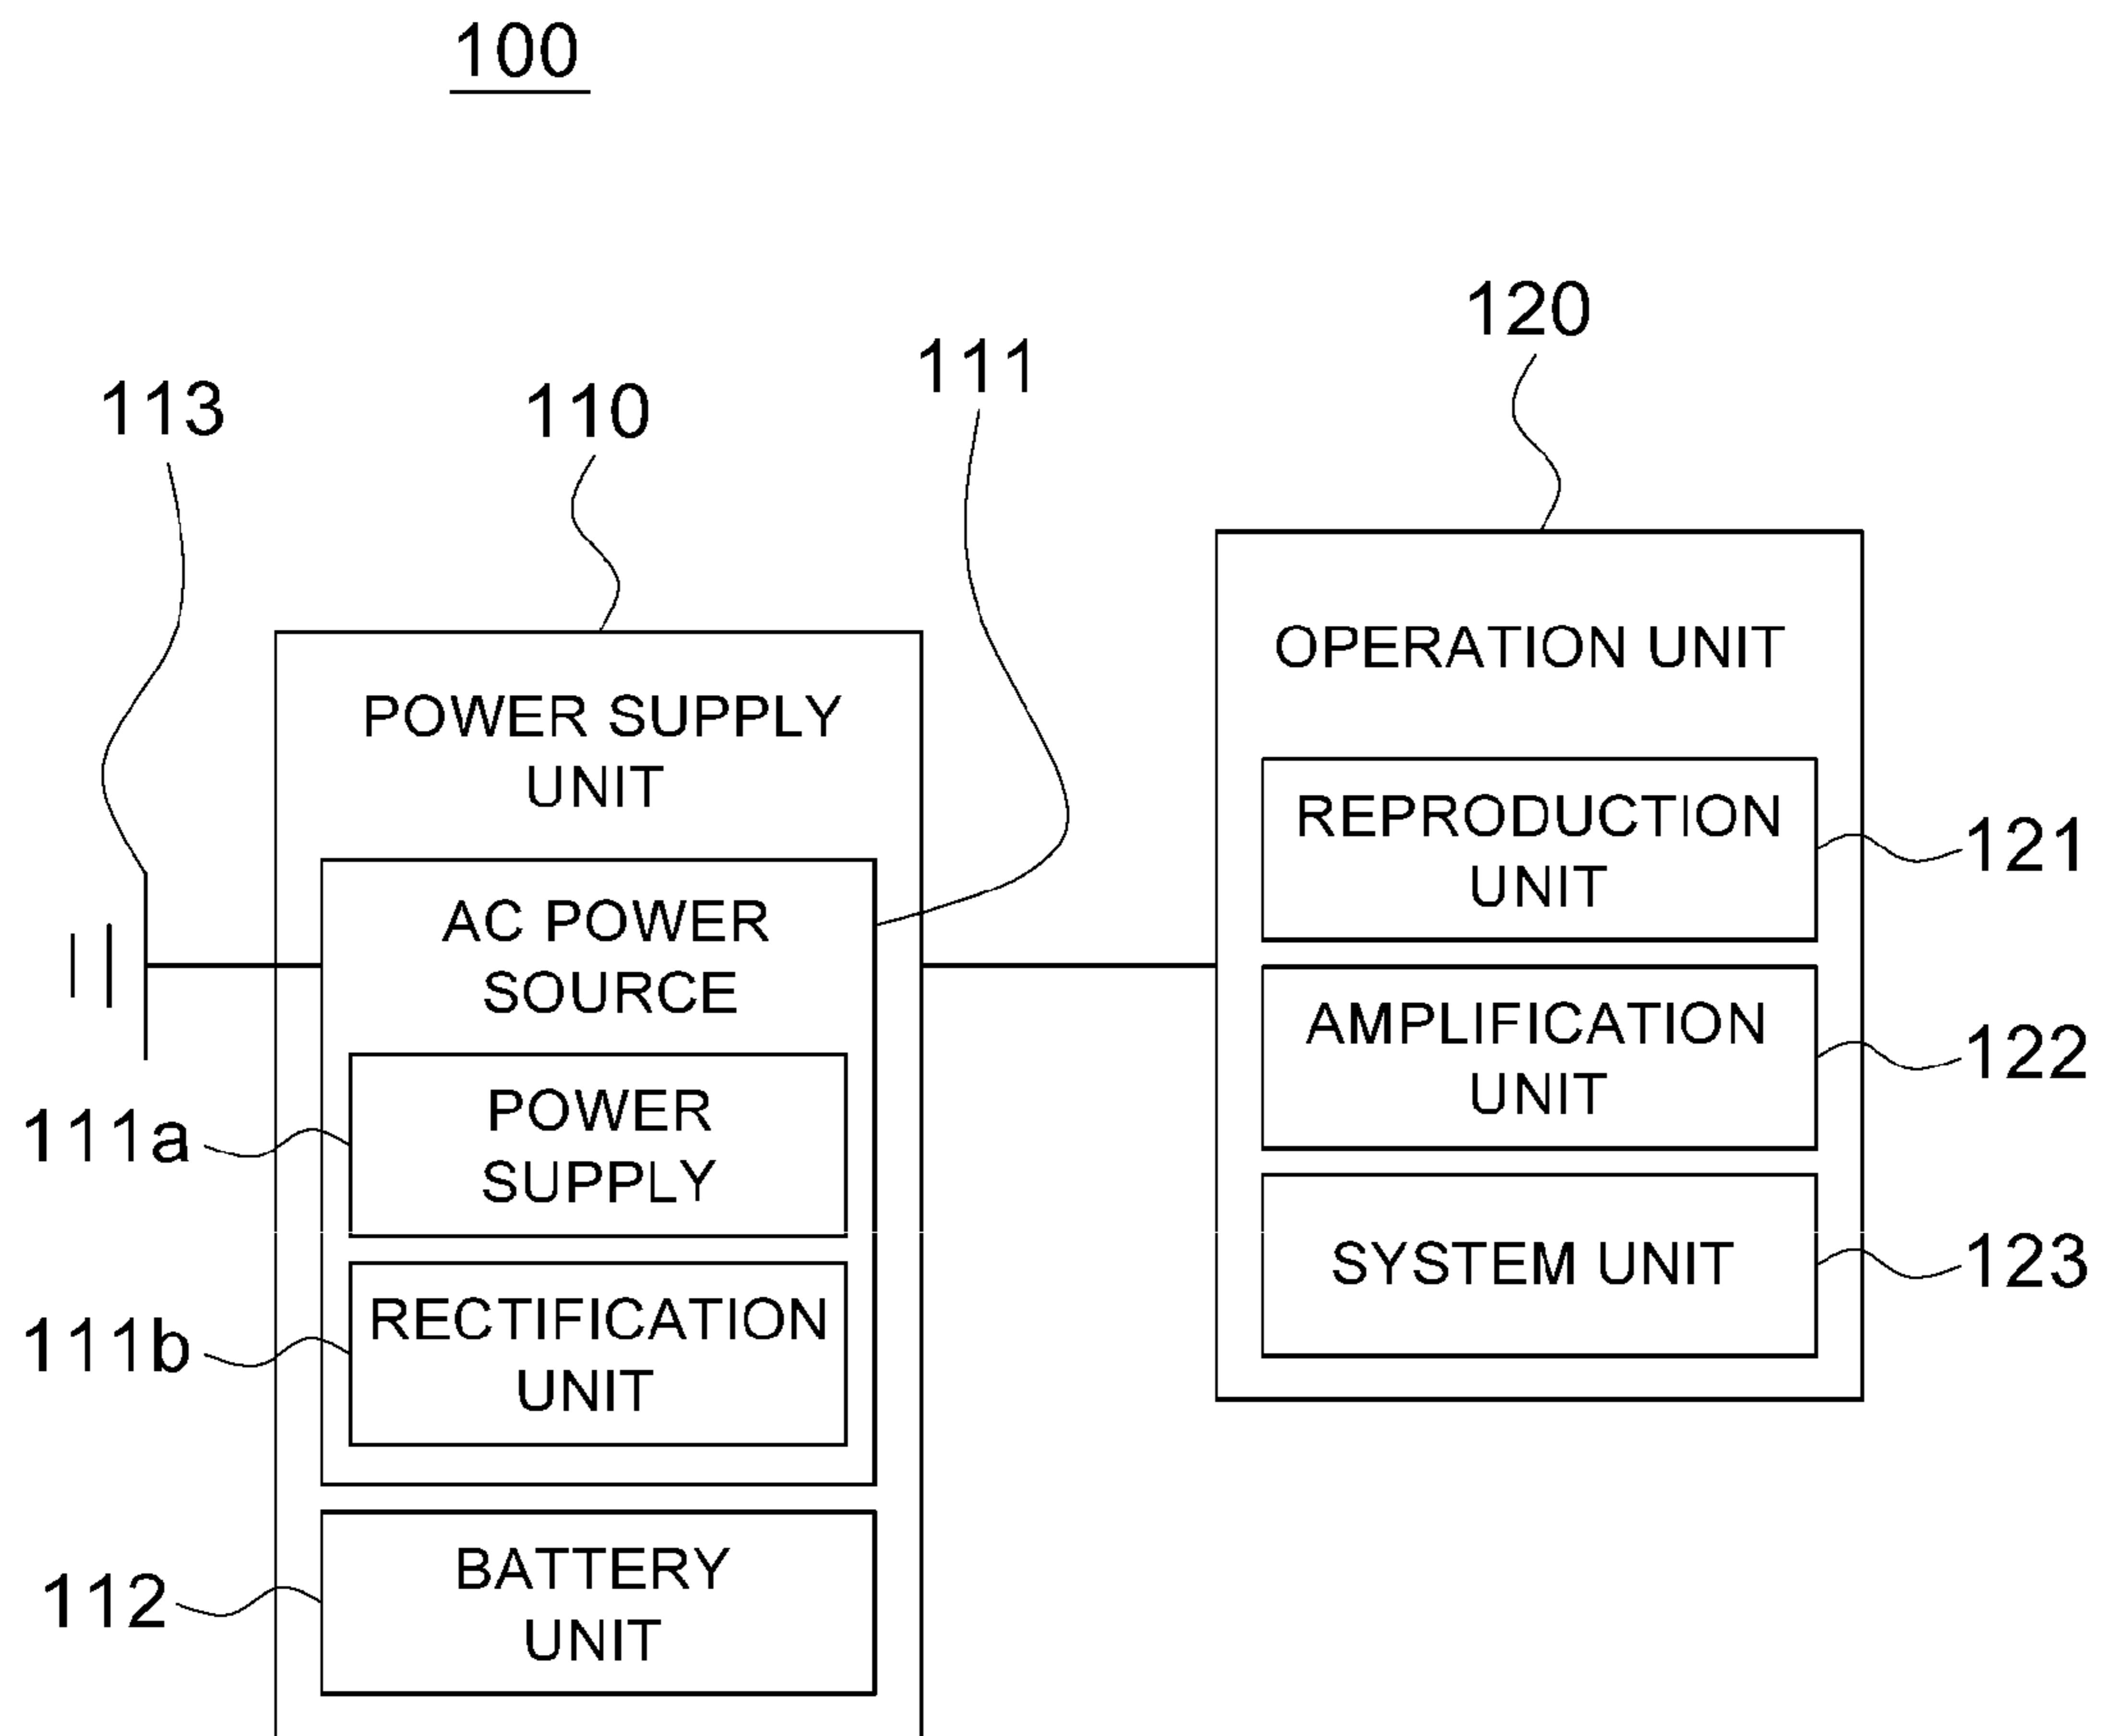 100
120
111
113
110
OPERATION UNIT
POWER SUPPLY
UNIT
REPRODUCTION
UNIT
121
AC POWER
SOURCE
AMPLIFICATION
UNIT
122
POWER
SUPPLY
111a
SYSTEM UNIT
123
RECTIFICATION
UNIT
111b
BATTERY
UNIT
112